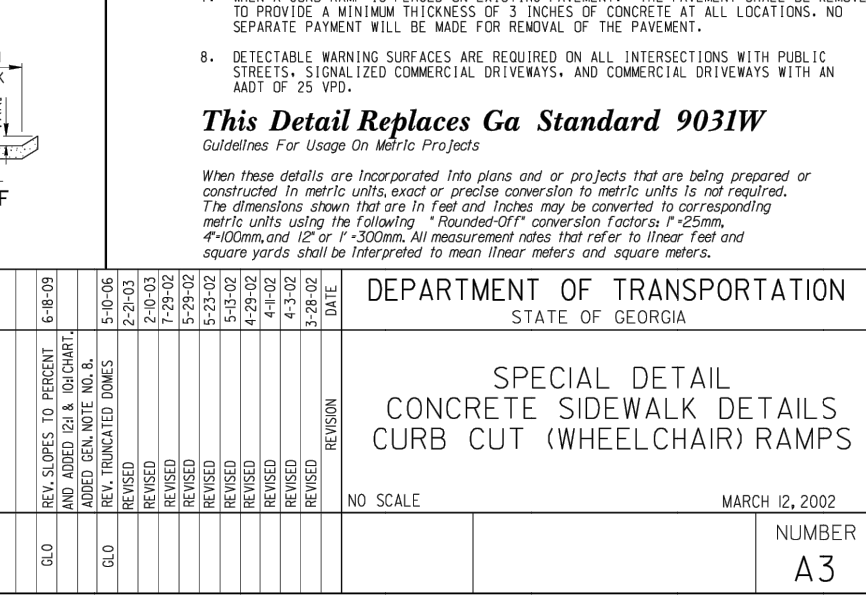 TO PROVIDE A MINIMUM THICKNESS OF 3 INCHES OF CONCRETE AT ALL LOCATIONS. NO
SEPARATE PAYMENT WILL BE MADE FOR REMOVAL OF THE PAVEMENT.
8. DETECTABLE WARNING SURFACES ARE REQUIRED ON ALL INTERSECTIONS WITH PUBLIC
STREETS, SIGNALIZED COMMERCIAL DRIVEWAYS, AND COMMERCIAL DRIVEWAYS WITH AN
AADT OF 25 VPD.
This Detail Replaces Ga Standard 9031W
Guidelines For Usage On Metric Projects
When these details are incorporated into plans and or projects that are being prepared or
constructed in metric units, exact or precise conversion to metric units is not required.
The dimensions shown that are in feet and inches may be converted to corresponding
metric units using the following "Rounded-Off" conversion factors: 1"=25mm,
4"=100mm, and 12" or 1' =300mm. All measurement notes that refer to linear feet and
square yards shall be interpreted to mean linear meters and square meters.
GLO REV. SLOPES TO PERCENT 6-18-09
AND ADDED 12:1 & 10:1 CHART.
ADDED GEN. NOTE NO. 8.
GLO REV. TRUNCATED DOMES 5-10-06
REVISED 2-21-03
REVISED 2-10-03
REVISED 7-29-02
REVISED 5-29-02
REVISED 5-23-02
REVISED 5-13-02
REVISED 4-29-02
REVISED 4-11-02
REVISED 4-3-02
REVISED 3-28-02
REVISION DATE
DEPARTMENT OF TRANSPORTATION
STATE OF GEORGIA
SPECIAL DETAIL
CONCRETE SIDEWALK DETAILS
CURB CUT (WHEELCHAIR) RAMPS
NO SCALE MARCH 12, 2002
NUMBER
A3